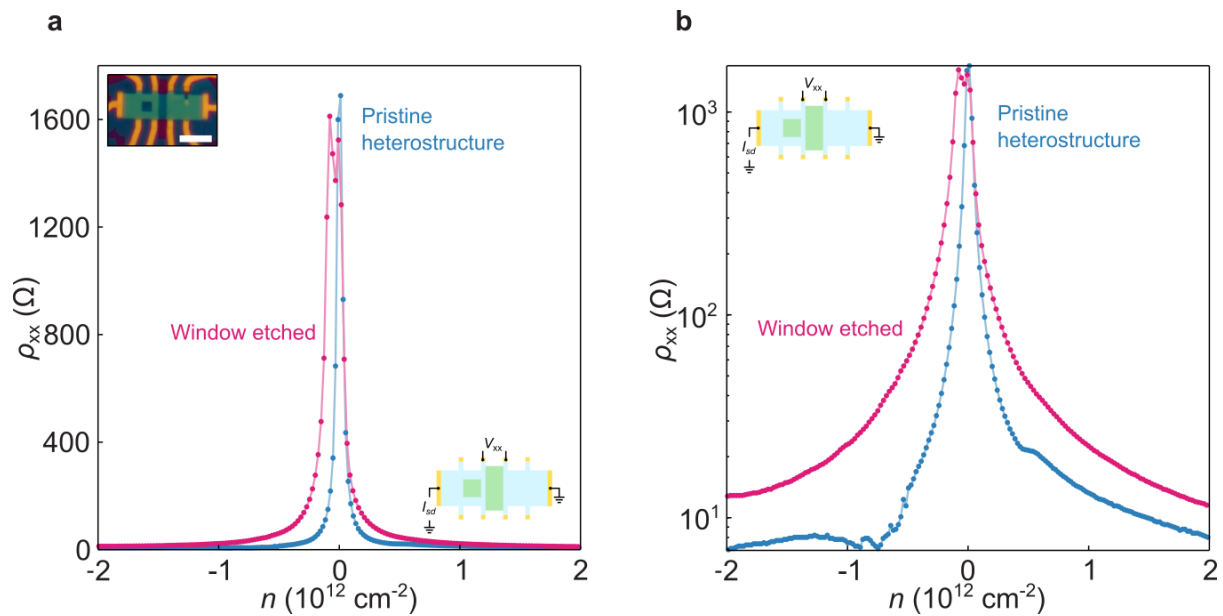 a
1600
1200
800
400
0
ρxx (Ω)
Pristine
heterostructure
Window etched
Vxx
Isd
-2
-1
0
1
2
n (10¹² cm⁻²)
b
10³
10²
10¹
ρxx (Ω)
Vxx
Isd
Pristine
heterostructure
Window etched
-2
-1
0
1
2
n (10¹² cm⁻²)